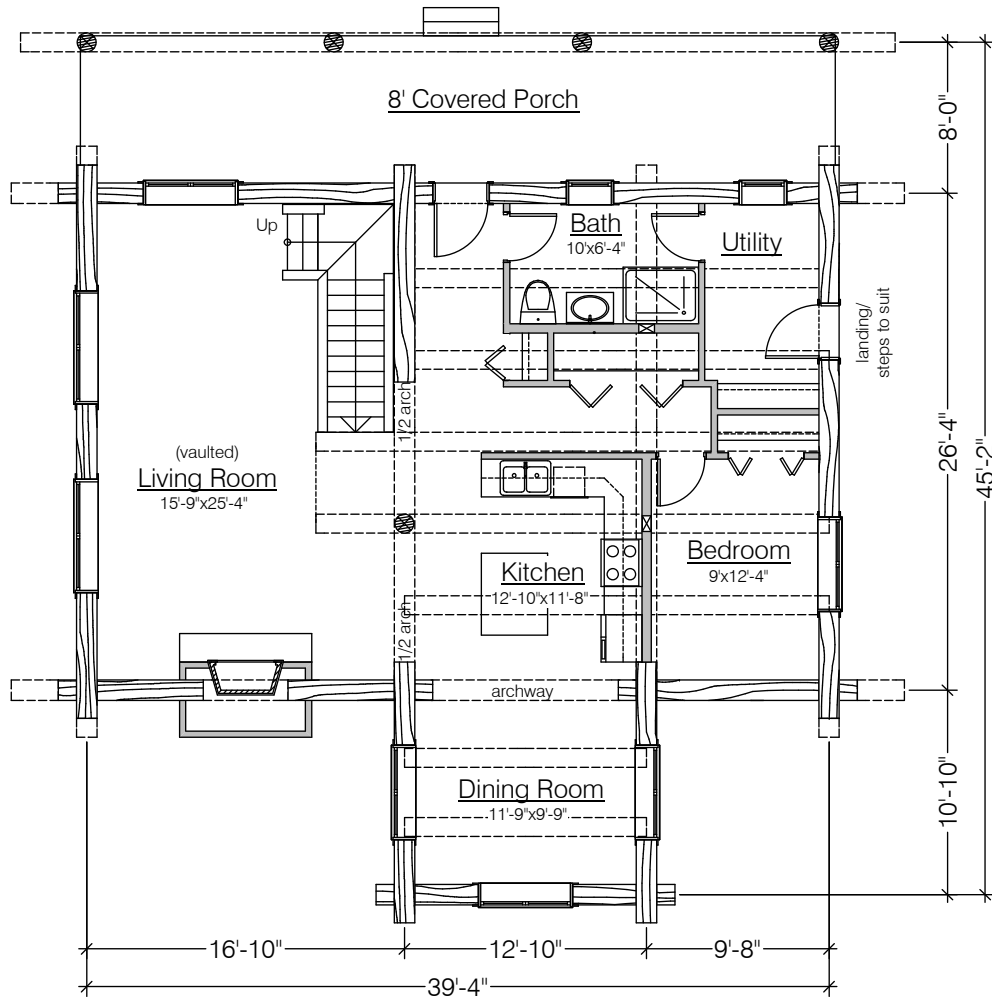 8' Covered Porch
8'-0"
Up
Bath
10'x6'-4"
Utility
landing/
steps to suit
1/2 arch
(vaulted)
Living Room
15'-9"x25'-4"
26'-4"
45'-2"
Kitchen
12'-10"x11'-8"
Bedroom
9'x12'-4"
1/2 arch
archway
Dining Room
11'-9"x9'-9"
10'-10"
16'-10"
12'-10"
9'-8"
39'-4"